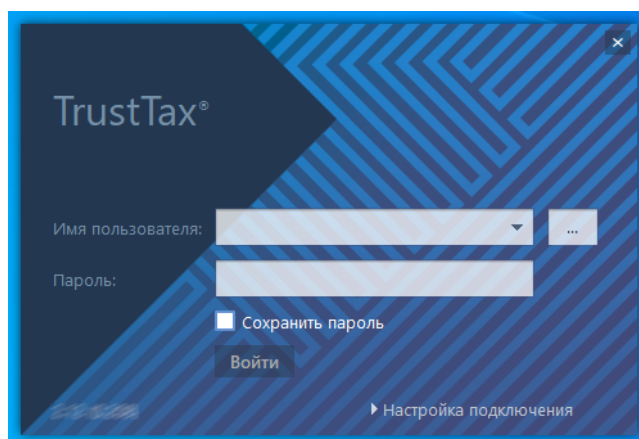 TrustTax®
Имя пользователя:
...
Пароль:
Сохранить пароль
Войти
Настройка подключения